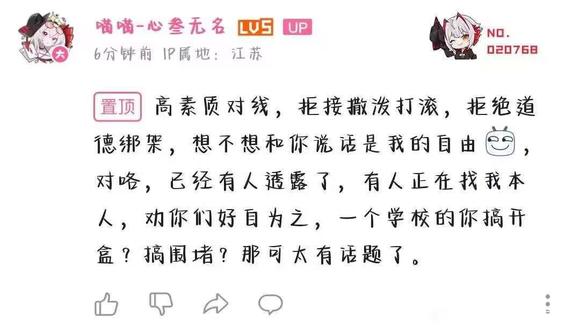 喵喵-心叁无名 LV5 UP
NO.
020768
6分钟前 IP属地：江苏
大
置顶 高素质对线，拒接撒泼打滚，拒绝道
德绑架，想不想和你说话是我的自由，
对咯，已经有人透露了，有人正在找我本
人，劝你们好自为之，一个学校的你搞开
盒？搞围堵？那可太有话题了。